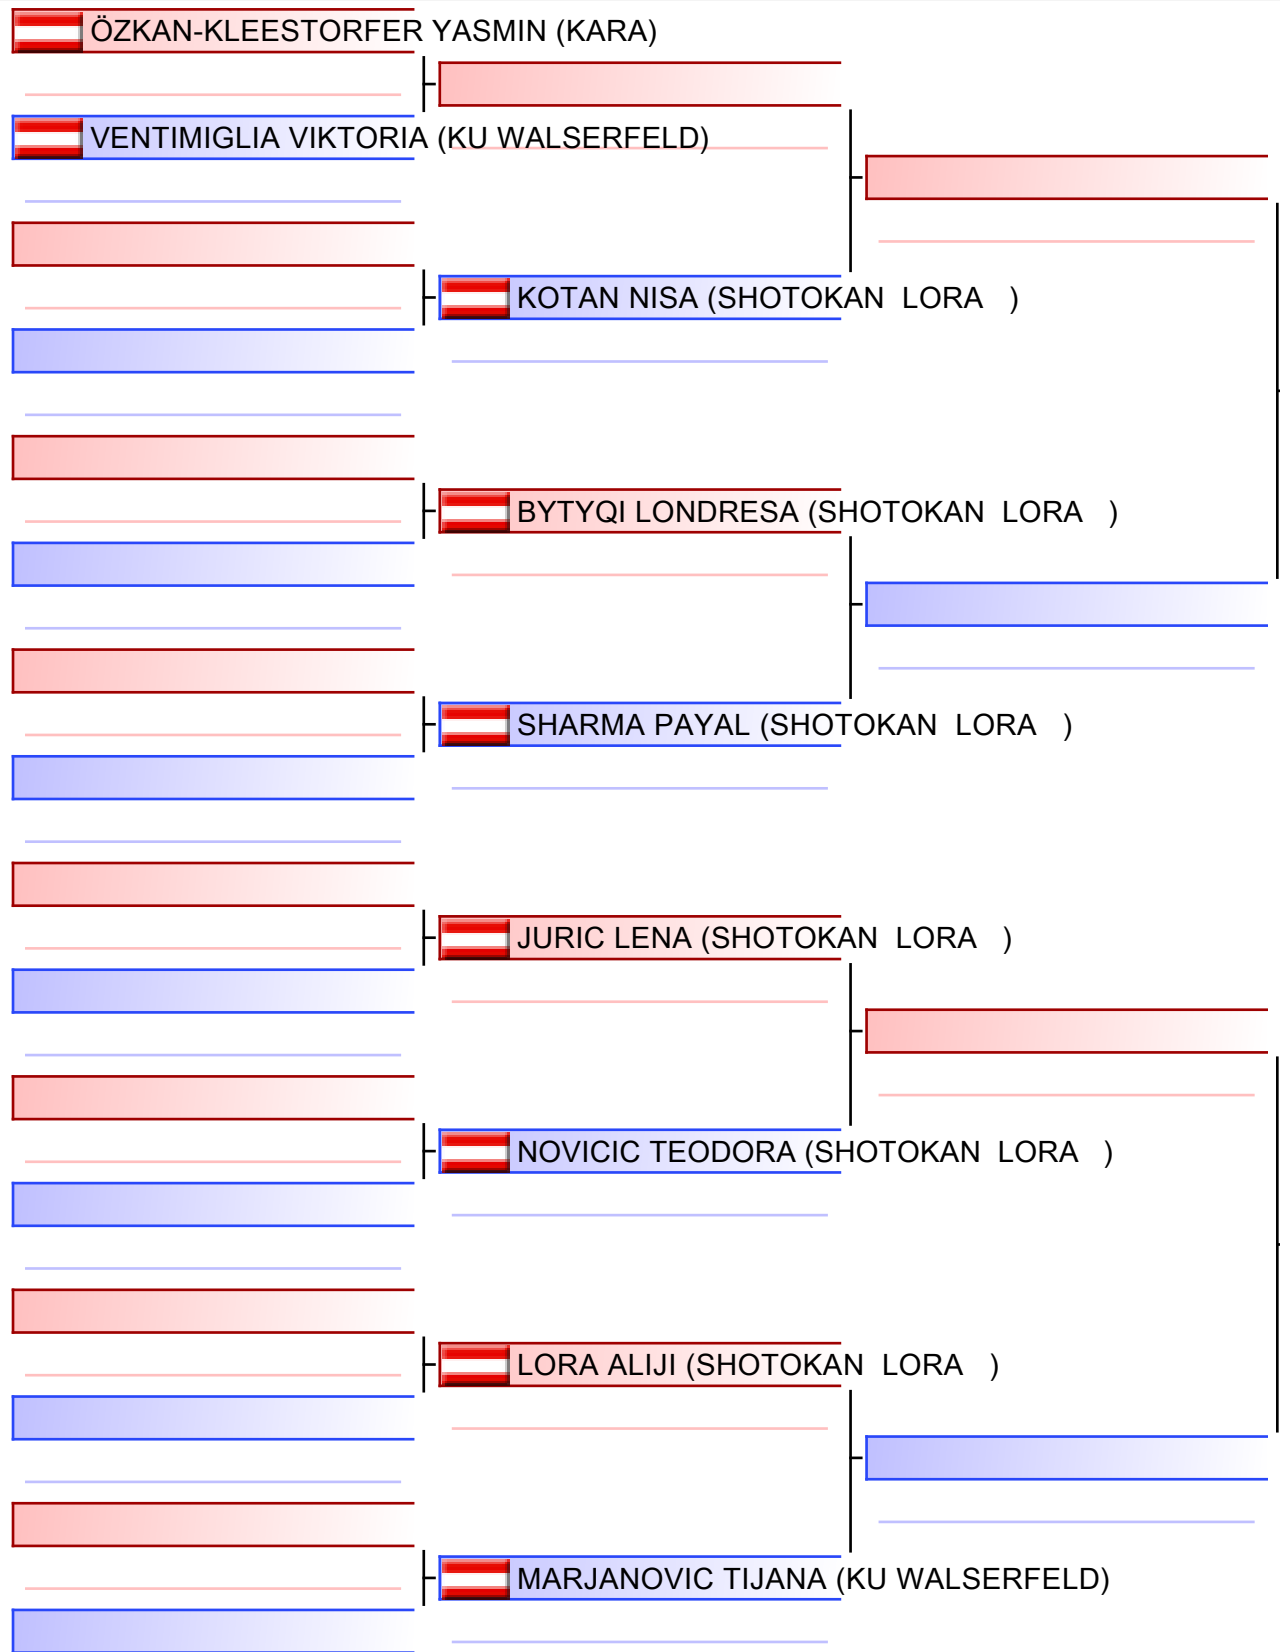 ÖZKAN-KLEESTORFER YASMIN (KARA)
VENTIMIGLIA VIKTORIA (KU WALSERFELD)
KOTAN NISA (SHOTOKAN  LORA   )
BYTYQI LONDRESA (SHOTOKAN  LORA   )
SHARMA PAYAL (SHOTOKAN  LORA   )
JURIC LENA (SHOTOKAN  LORA   )
NOVICIC TEODORA (SHOTOKAN  LORA   )
LORA ALIJI (SHOTOKAN  LORA   )
MARJANOVIC TIJANA (KU WALSERFELD)